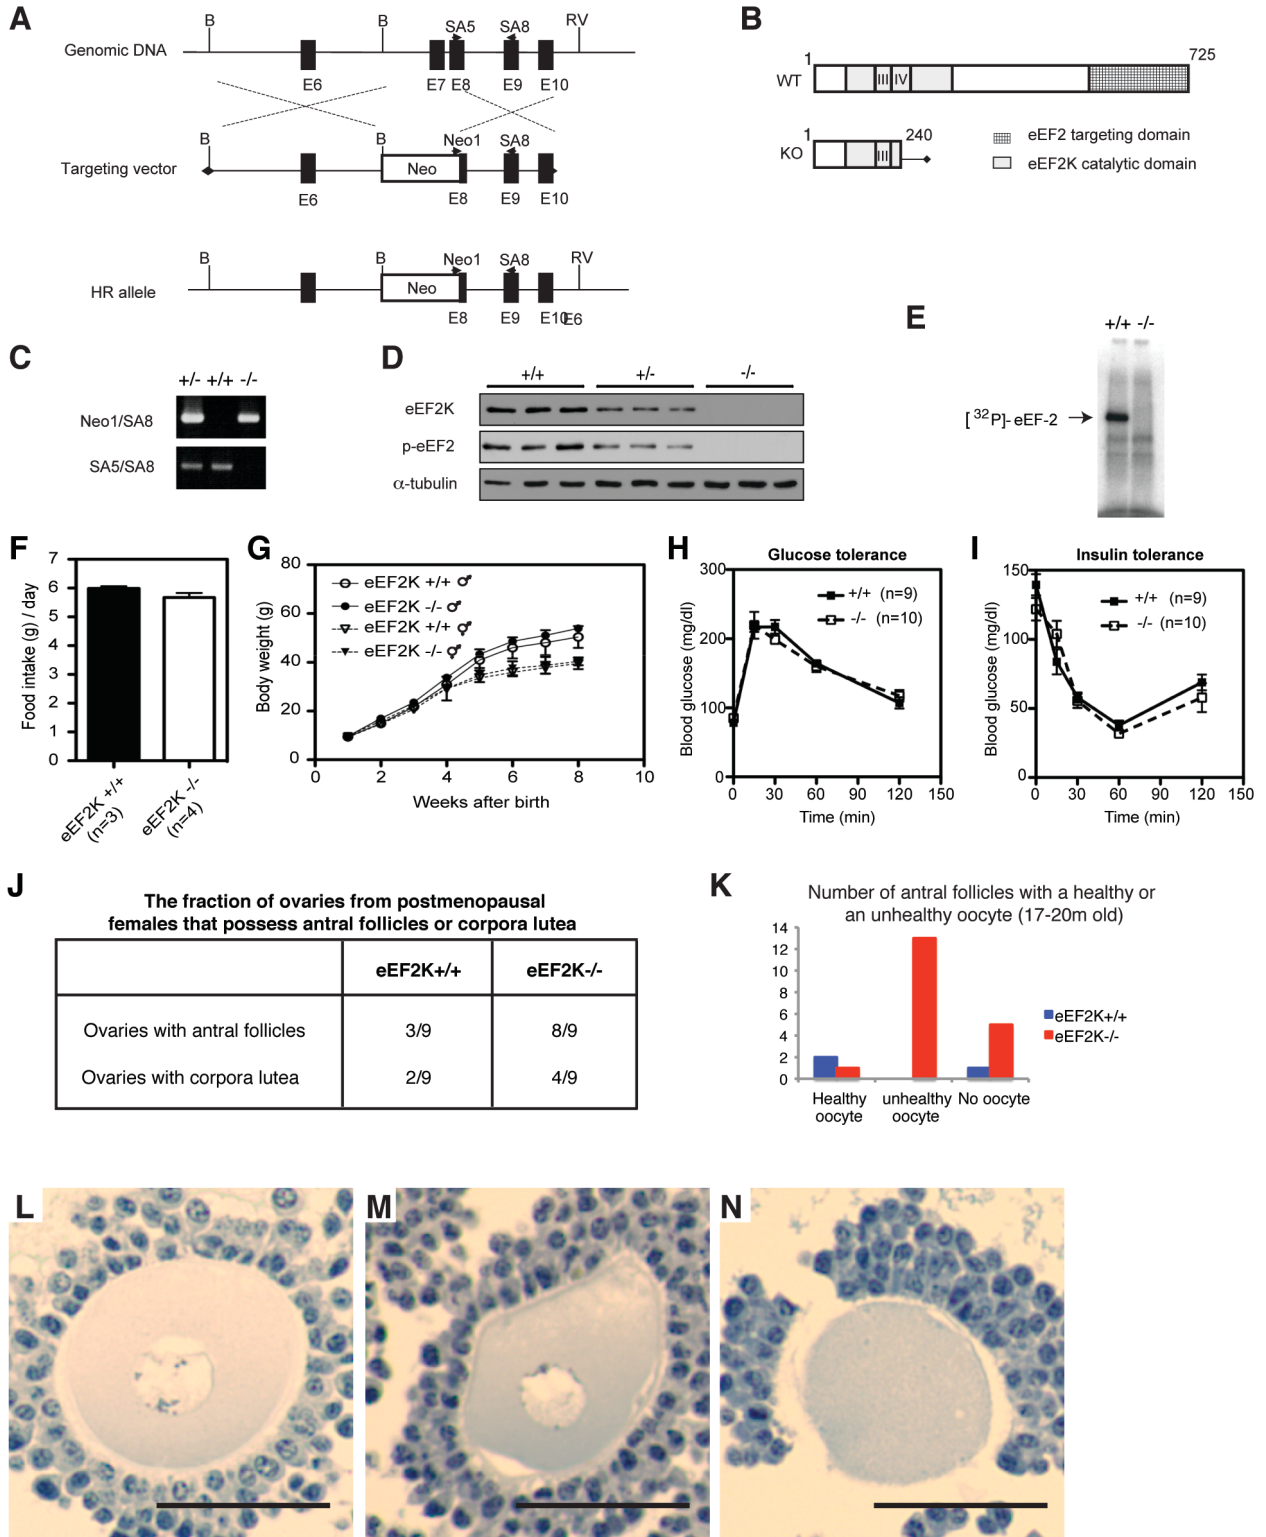 A
B
B
SA5
SA8
RV
Genomic DNA
E6
E7
E8
E9
E10
B
B
Neo1
SA8
Targeting vector
Neo
E6
E8
E9
E10
B
B
Neo1
SA8
RV
HR allele
Neo
E8
E9
E10
E6
B
1
725
WT
III
IV
1
240
KO
III
eEF2 targeting domain
eEF2K catalytic domain
C
+/- +/+ -/-
Neo1/SA8
SA5/SA8
D
+/+
+/-
-/-
eEF2K
p-eEF2
α-tubulin
E
+/+ -/-
[32P]- eEF-2
F
7
6
5
4
3
2
1
0
Food intake (g) / day
eEF2K +/+
(n=3)
eEF2K -/-
(n=4)
G
80
60
40
20
0
Body weight (g)
eEF2K +/+ ♂
eEF2K -/- ♂
eEF2K +/+ ♀
eEF2K -/- ♀
0 2 4 6 8 10
Weeks after birth
H
Glucose tolerance
300
200
100
0
Blood glucose (mg/dl)
+/+ (n=9)
-/- (n=10)
0 30 60 90 120 150
Time (min)
I
Insulin tolerance
150
100
50
0
Blood glucose (mg/dl)
+/+ (n=9)
-/- (n=10)
0 30 60 90 120 150
Time (min)
J
The fraction of ovaries from postmenopausal
females that possess antral follicles or corpora lutea
eEF2K+/+ eEF2K-/-
Ovaries with antral follicles 3/9 8/9
Ovaries with corpora lutea 2/9 4/9
K
Number of antral follicles with a healthy or
an unhealthy oocyte (17-20m old)
14
12
10
8
6
4
2
0
eEF2K+/+
eEF2K-/-
Healthy
oocyte
unhealthy
oocyte
No oocyte
L
M
N